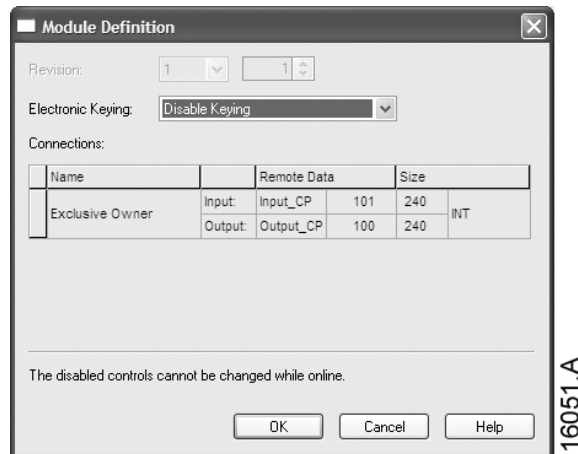 Module Definition
Revision: 1 1
Electronic Keying: Disable Keying
Connections:
Name Remote Data Size
Exclusive Owner Input: Input_CP 101 240 INT
Output: Output_CP 100 240
The disabled controls cannot be changed while online.
OK Cancel Help
16051.A